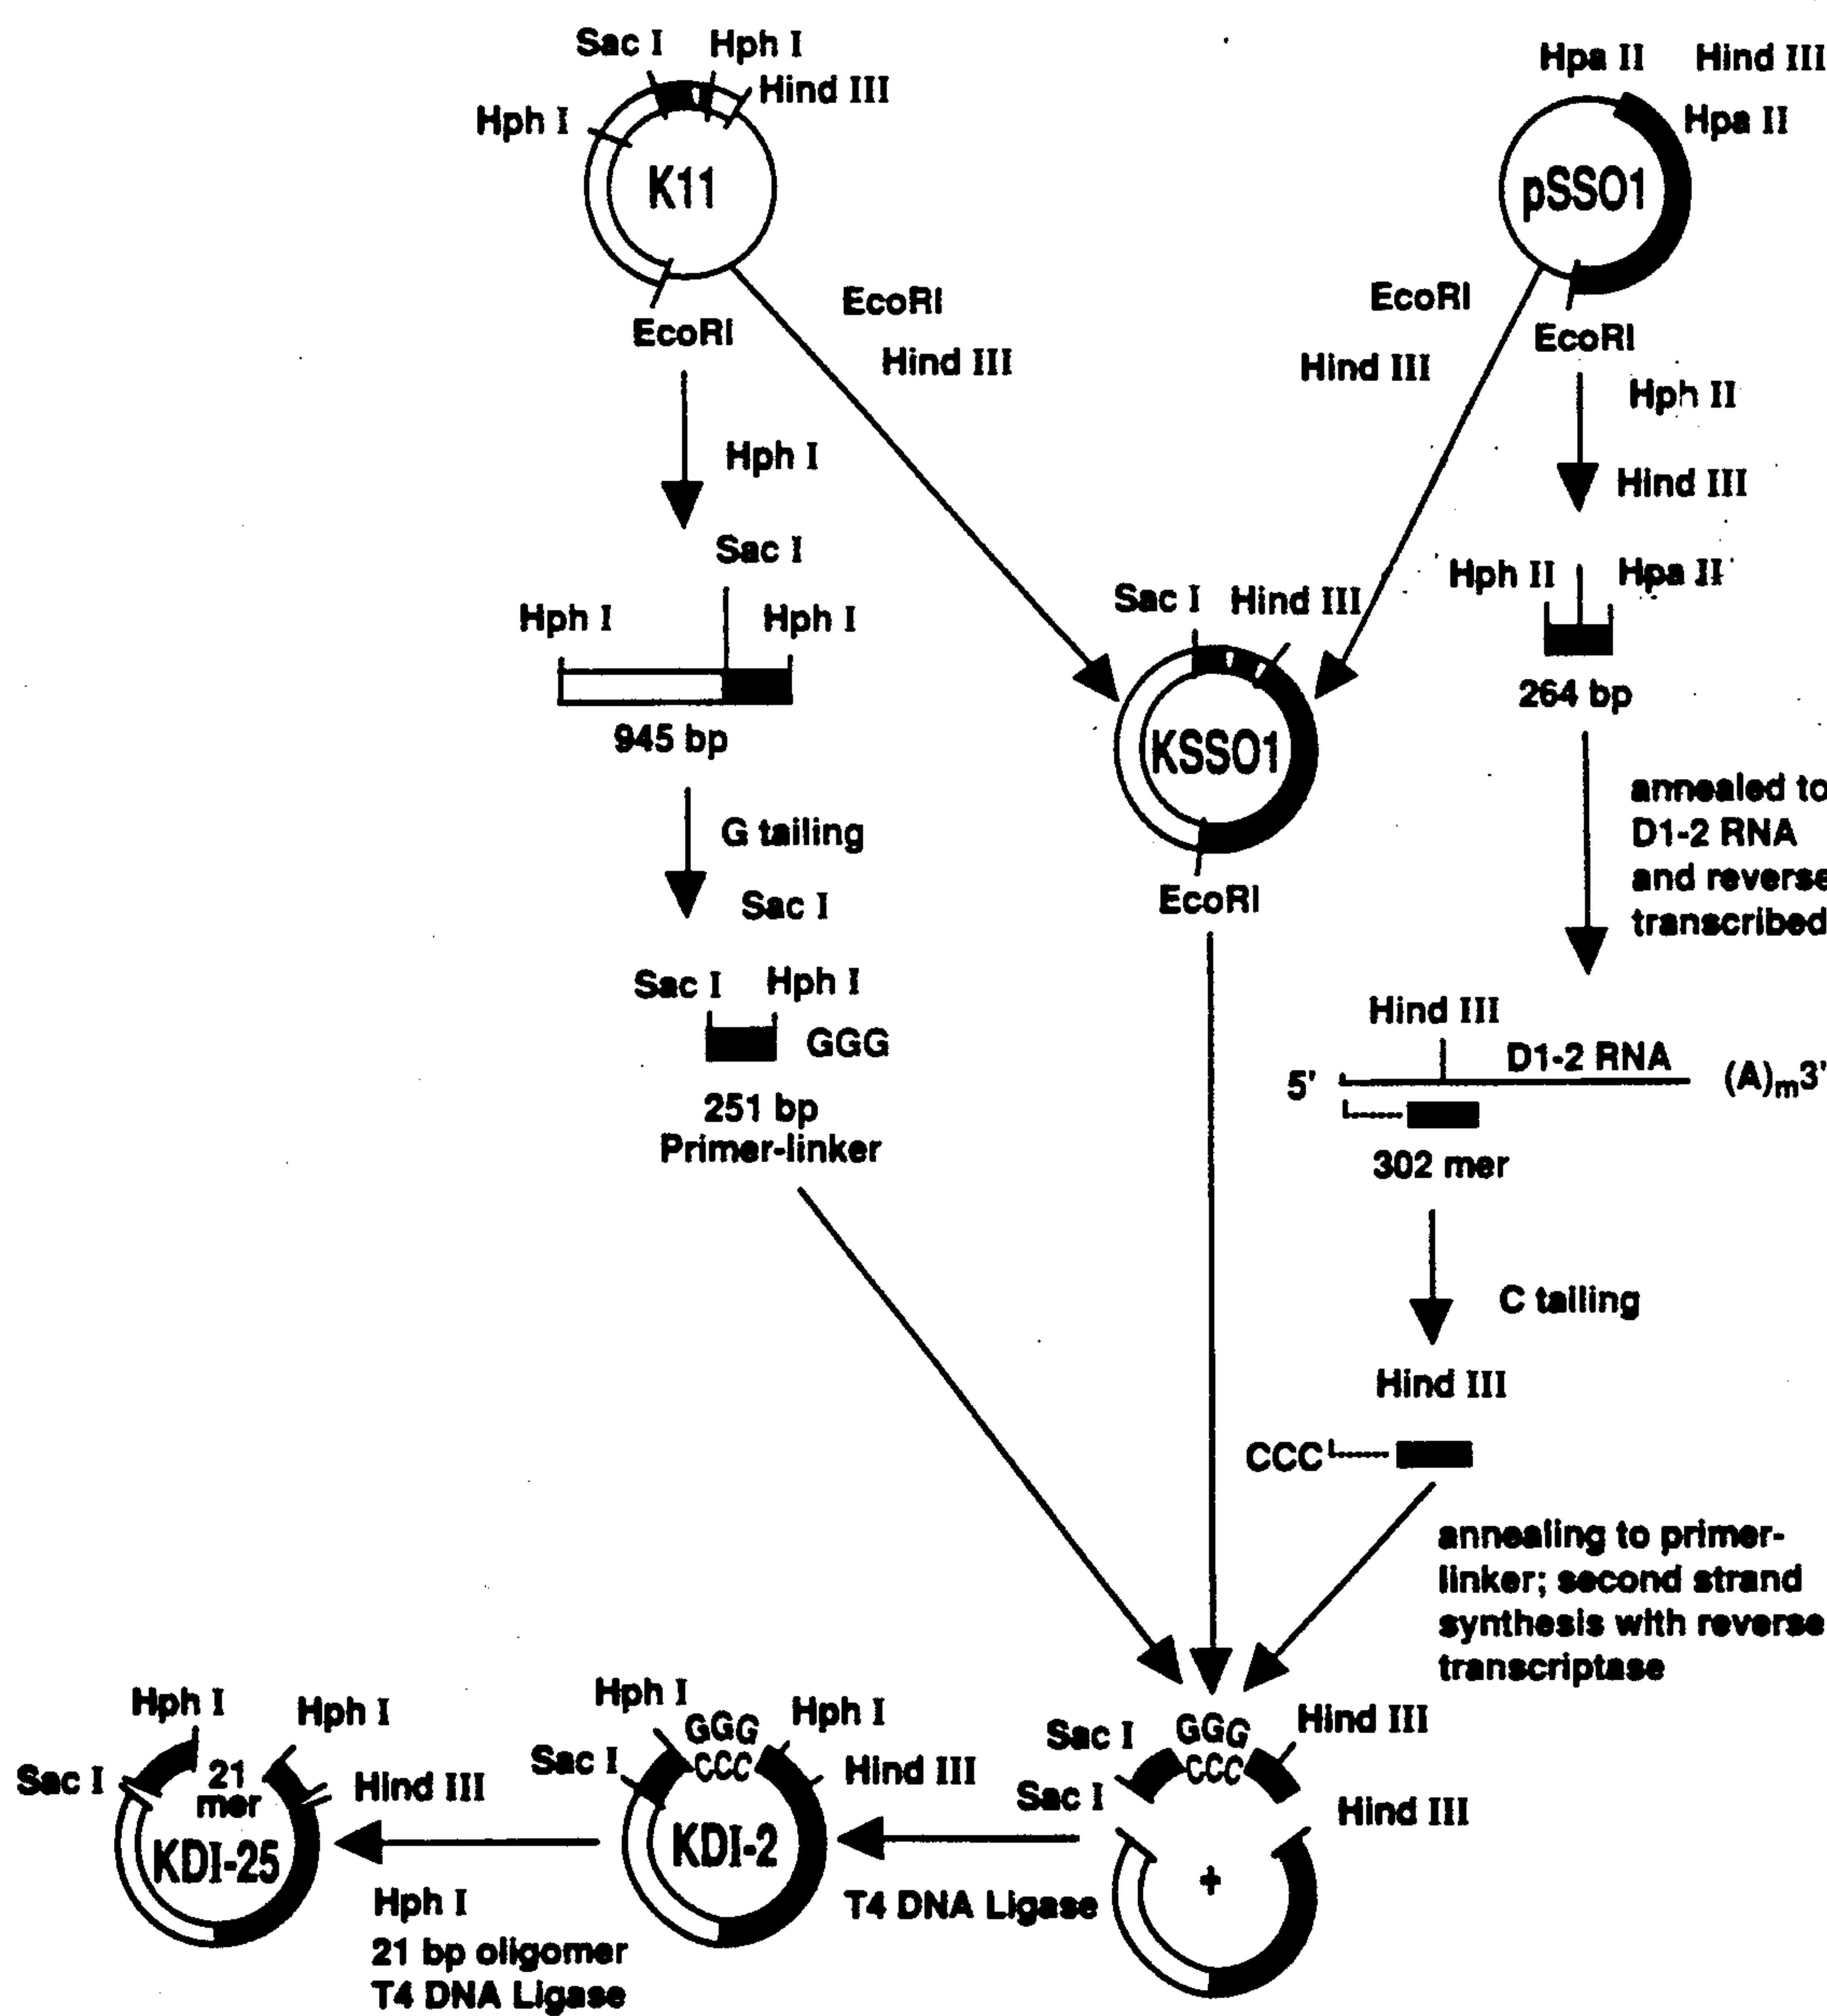 Sac I Hph I
Hind III
Hph I
K11
EcoRI
Hpa II Hind III
Hpa II
pSSO1
EcoRI
EcoRI
Hind III
EcoRI
Hind III
Hph I
Sac I
Hph I Hph I
945 bp
G tailing
Sac I
Sac I Hph I
GGG
251 bp
Primer-linker
Hph II
Hind III
Hph II Hpa II
264 bp
annealed to
D1-2 RNA
and reverse
transcribed
Sac I Hind III
KSSO1
EcoRI
Hind III
D1-2 RNA
5' (A)m3'
302 mer
C tailing
Hind III
CCC
annealing to primer-
linker; second strand
synthesis with reverse
transcriptase
Sac I GGG Hind III
CCC
Sac I Hind III
+
T4 DNA Ligase
Hph I GGG Hph I
Sac I CCC Hind III
KDI-2
Hph I
21 bp oligomer
T4 DNA Ligase
Hph I Hph I
Sac I 21 Hind III
mer
KDI-25